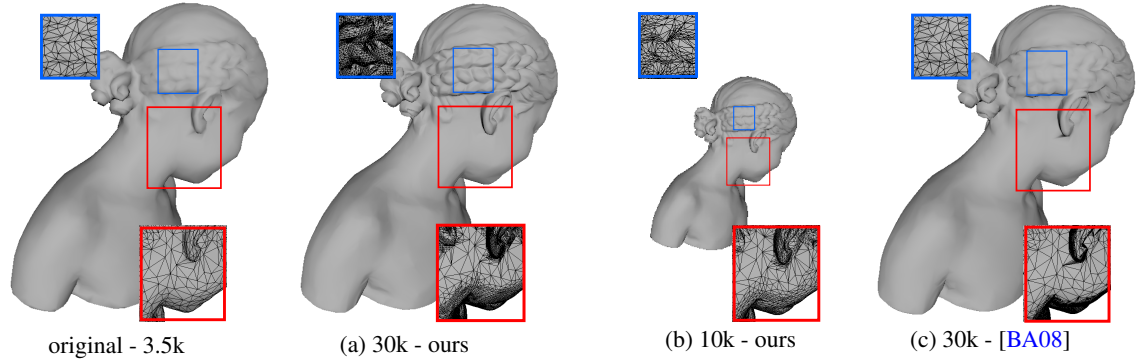 original - 3.5k
(a) 30k - ours
(b) 10k - ours
(c) 30k - [BA08]